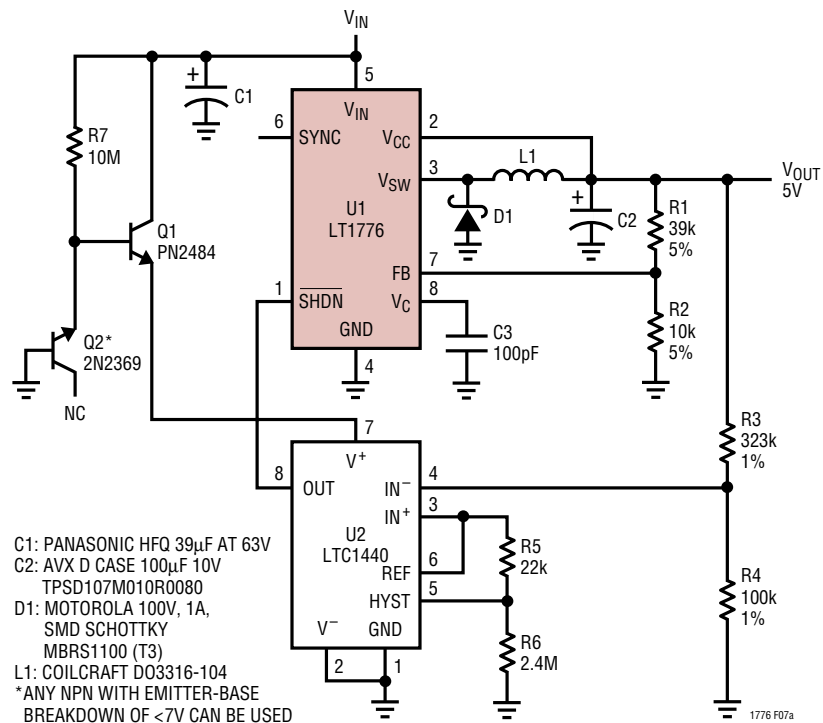 VIN
5
VIN
6
SYNC
VCC
2
C1
+
R7
10M
VSW
3
L1
VOUT
5V
U1
LT1776
D1
+
C2
R1
39k
5%
Q1
PN2484
FB
7
1
SHDN
VC
8
R2
10k
5%
GND
4
C3
100pF
Q2*
2N2369
NC
7
V+
R3
323k
1%
8
OUT
IN–
4
IN+
3
U2
LTC1440
REF
6
R5
22k
HYST
5
R4
100k
1%
V–
GND
2
1
R6
2.4M
C1: PANASONIC HFQ 39μF AT 63V
C2: AVX D CASE 100μF 10V
TPSD107M010R0080
D1: MOTOROLA 100V, 1A,
SMD SCHOTTKY
MBRS1100 (T3)
L1: COILCRAFT DO3316-104
*ANY NPN WITH EMITTER-BASE
BREAKDOWN OF <7V CAN BE USED
1776 F07a